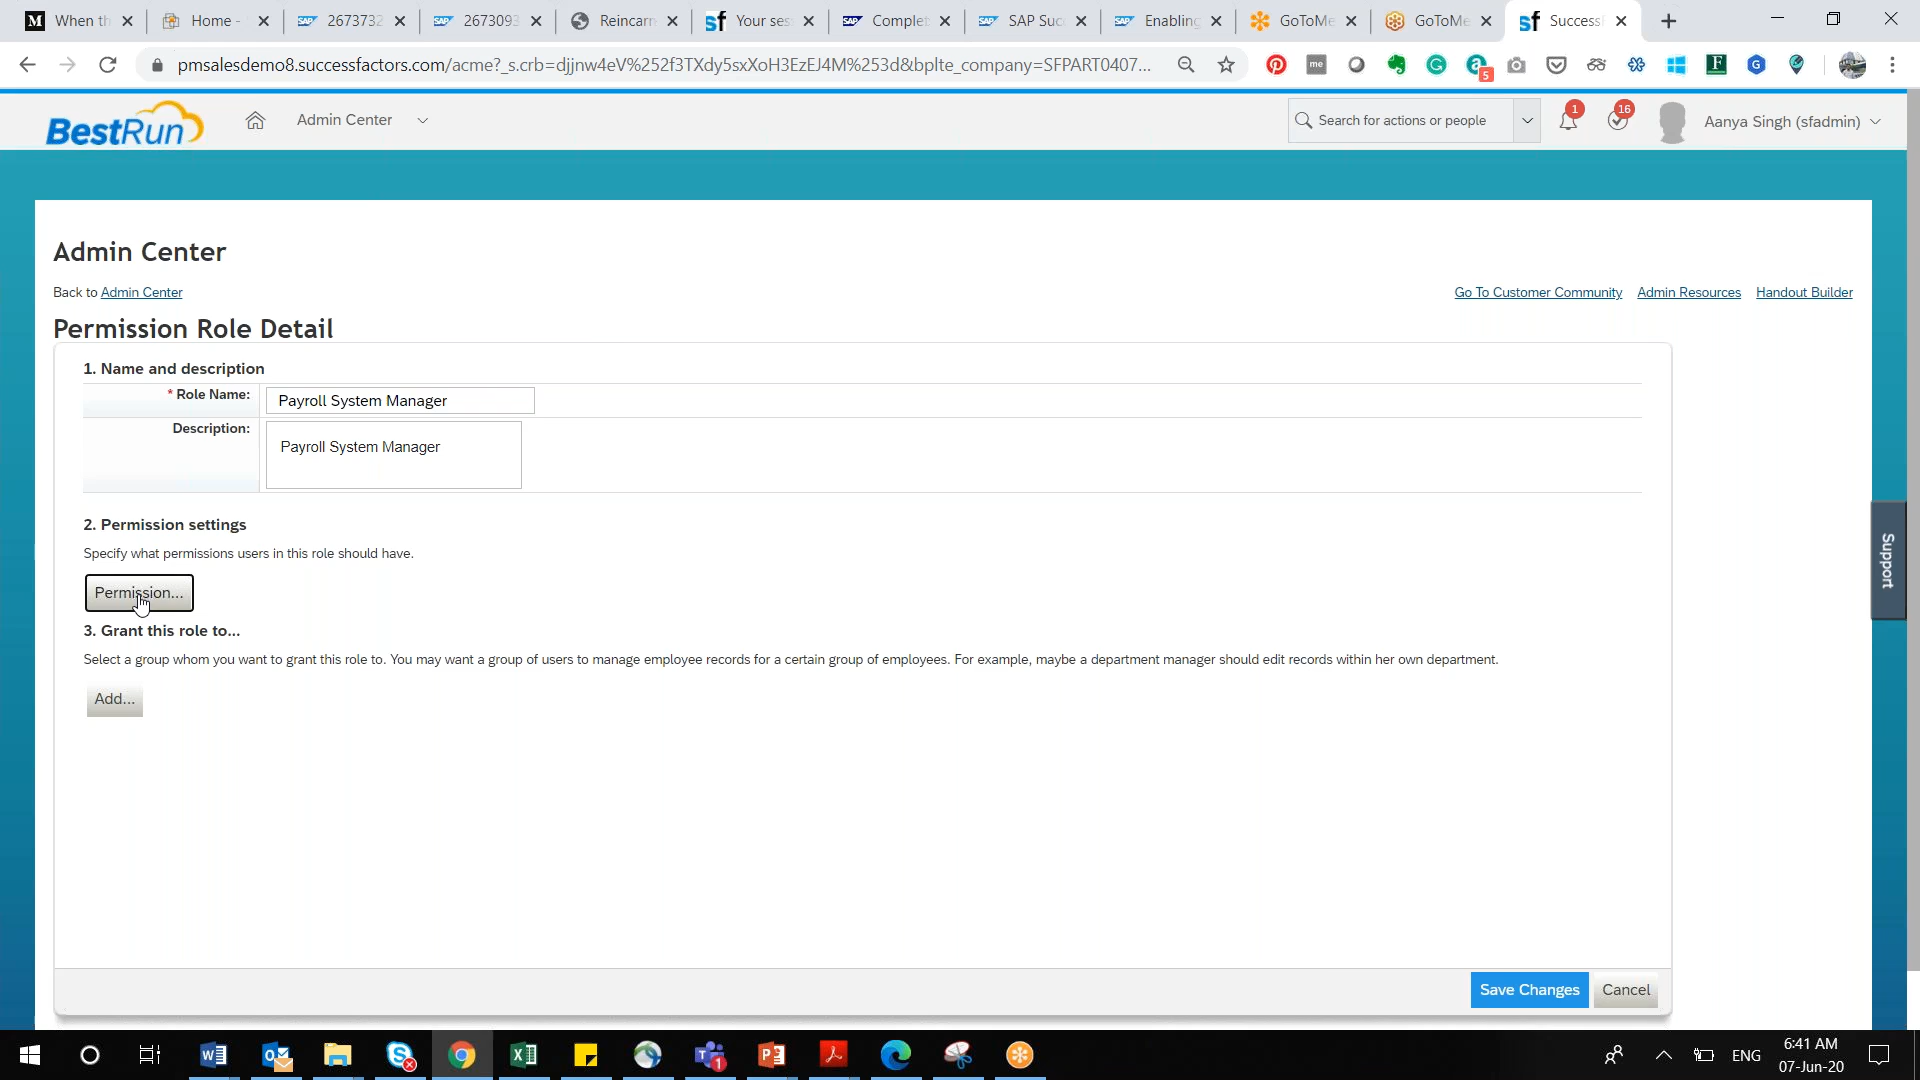 When th
Home -
2673732
2673093
Reincarn
Your ses
Complet
SAP Suc
Enabling
GoToMe
GoToMe
Success
pmsalesdemo8.successfactors.com/acme?_s.crb=djjnw4eV%252f3TXdy5sxXoH3EzEJ4M%253d&bplte_company=SFPART0407...
BestRun
Admin Center
Search for actions or people
1
16
Aanya Singh (sfadmin)
Admin Center
Back to Admin Center
Go To Customer Community Admin Resources Handout Builder
Permission Role Detail
1. Name and description
* Role Name: Payroll System Manager
Description: Payroll System Manager
2. Permission settings
Specify what permissions users in this role should have.
Permission...
3. Grant this role to...
Select a group whom you want to grant this role to. You may want a group of users to manage employee records for a certain group of employees. For example, maybe a department manager should edit records within her own department.
Add...
Support
Save Changes Cancel
ENG
6:41 AM
07-Jun-20